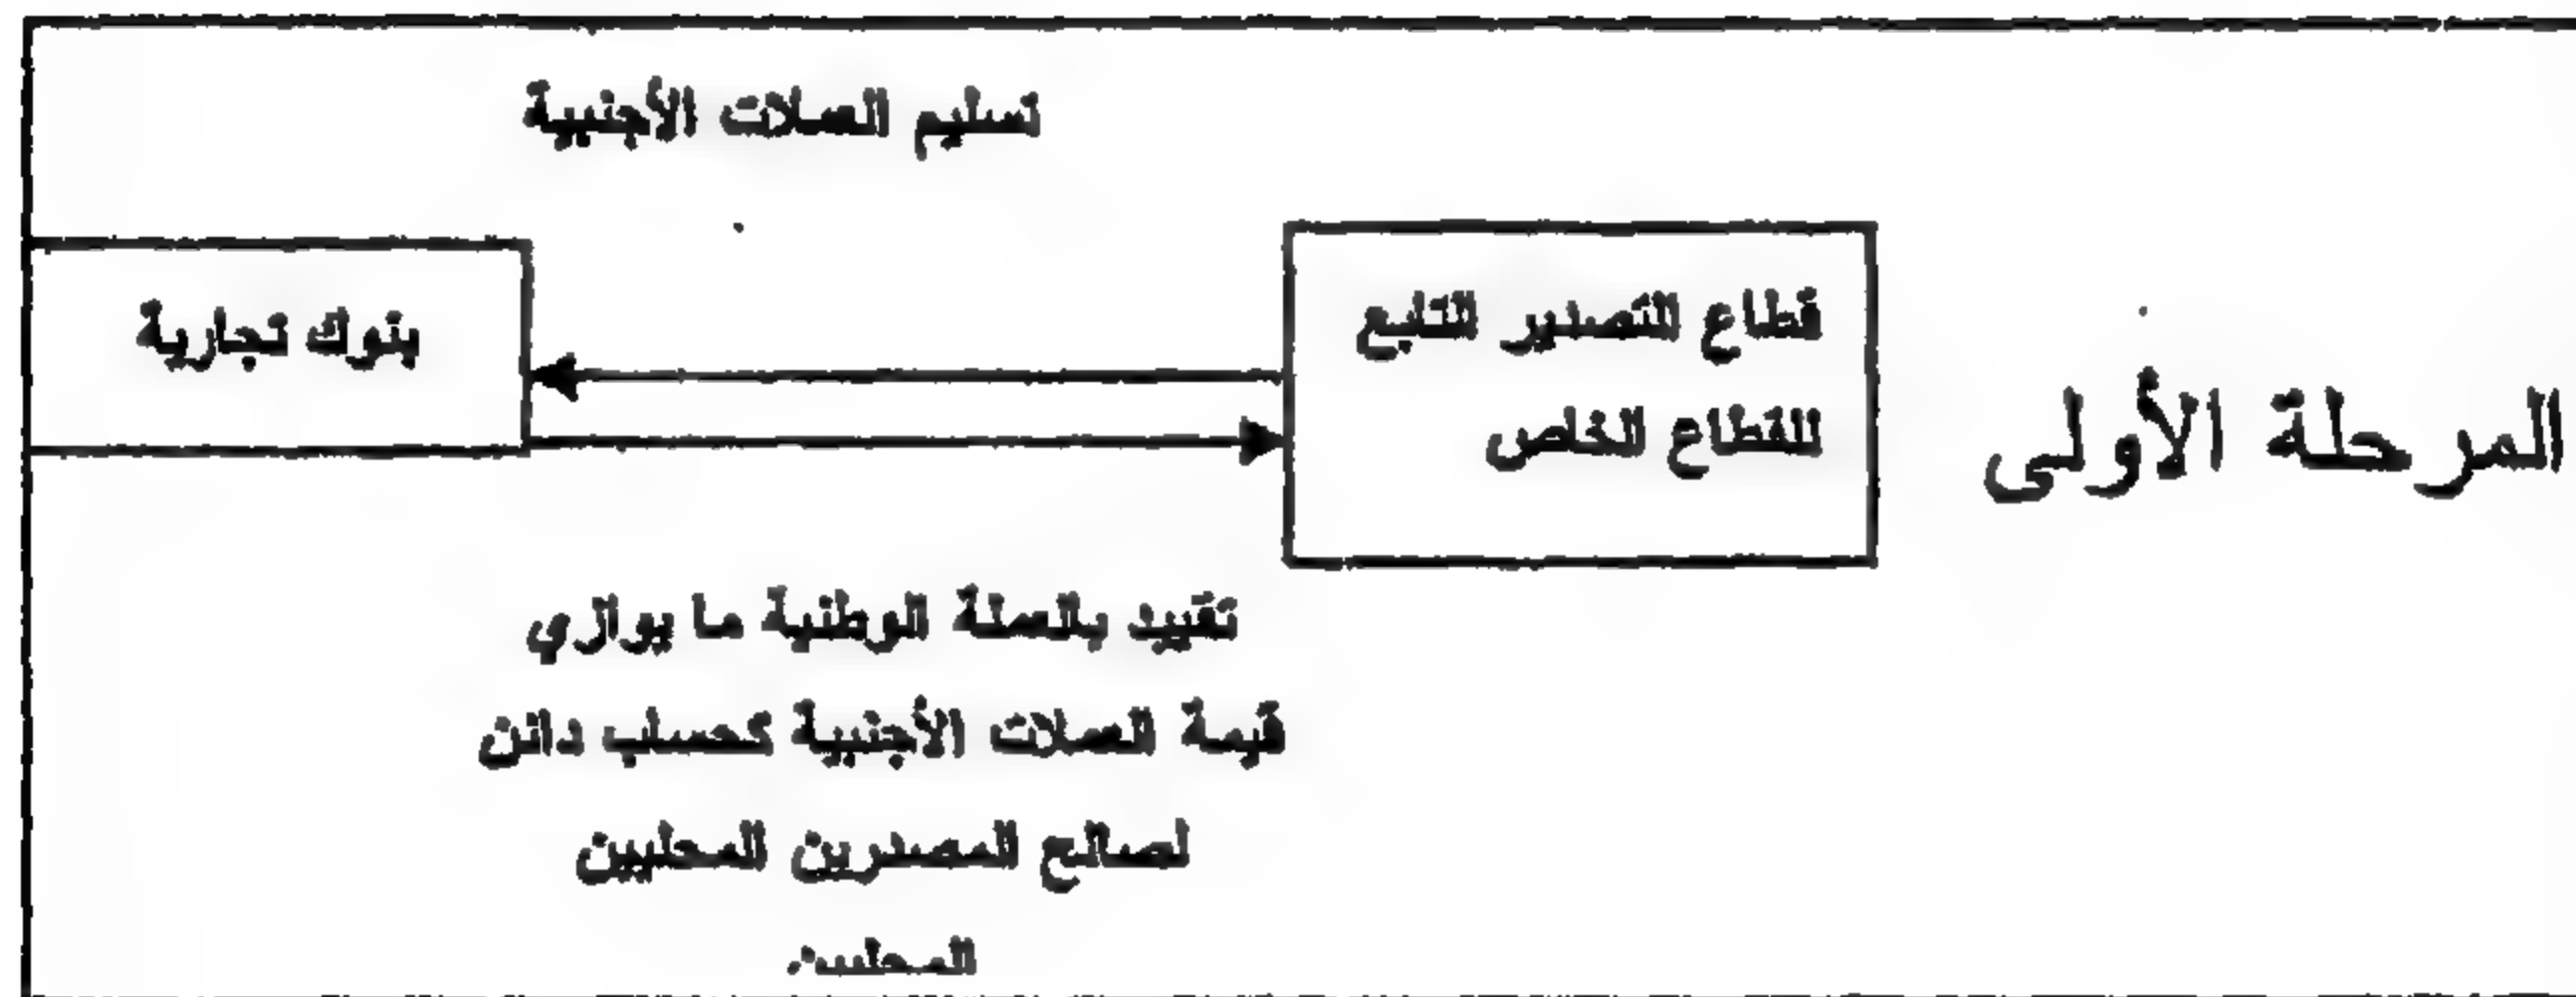 المرحلة الأولى
تسليم العملات الأجنبية
قطاع التصدير التابع
للقطاع الخاص
بنوك تجارية
تقييد بالعملة الوطنية ما يوازي
قيمة العملات الأجنبية كحساب دائن
لصالح المصدرين المحليين
المحليين